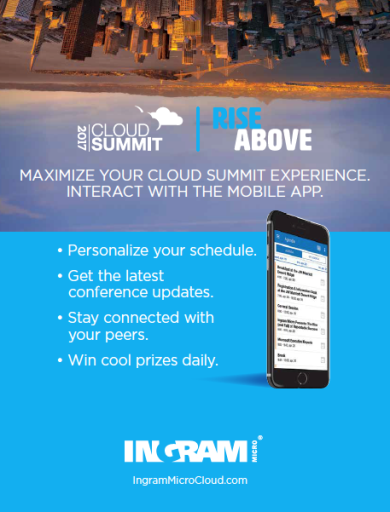 2017 CLOUD SUMMIT
RISE
ABOVE
MAXIMIZE YOUR CLOUD SUMMIT EXPERIENCE.
INTERACT WITH THE MOBILE APP.
• Personalize your schedule.
• Get the latest
conference updates.
• Stay connected with
your peers.
• Win cool prizes daily.
Agenda
INGRAM MICRO®
IngramMicroCloud.com